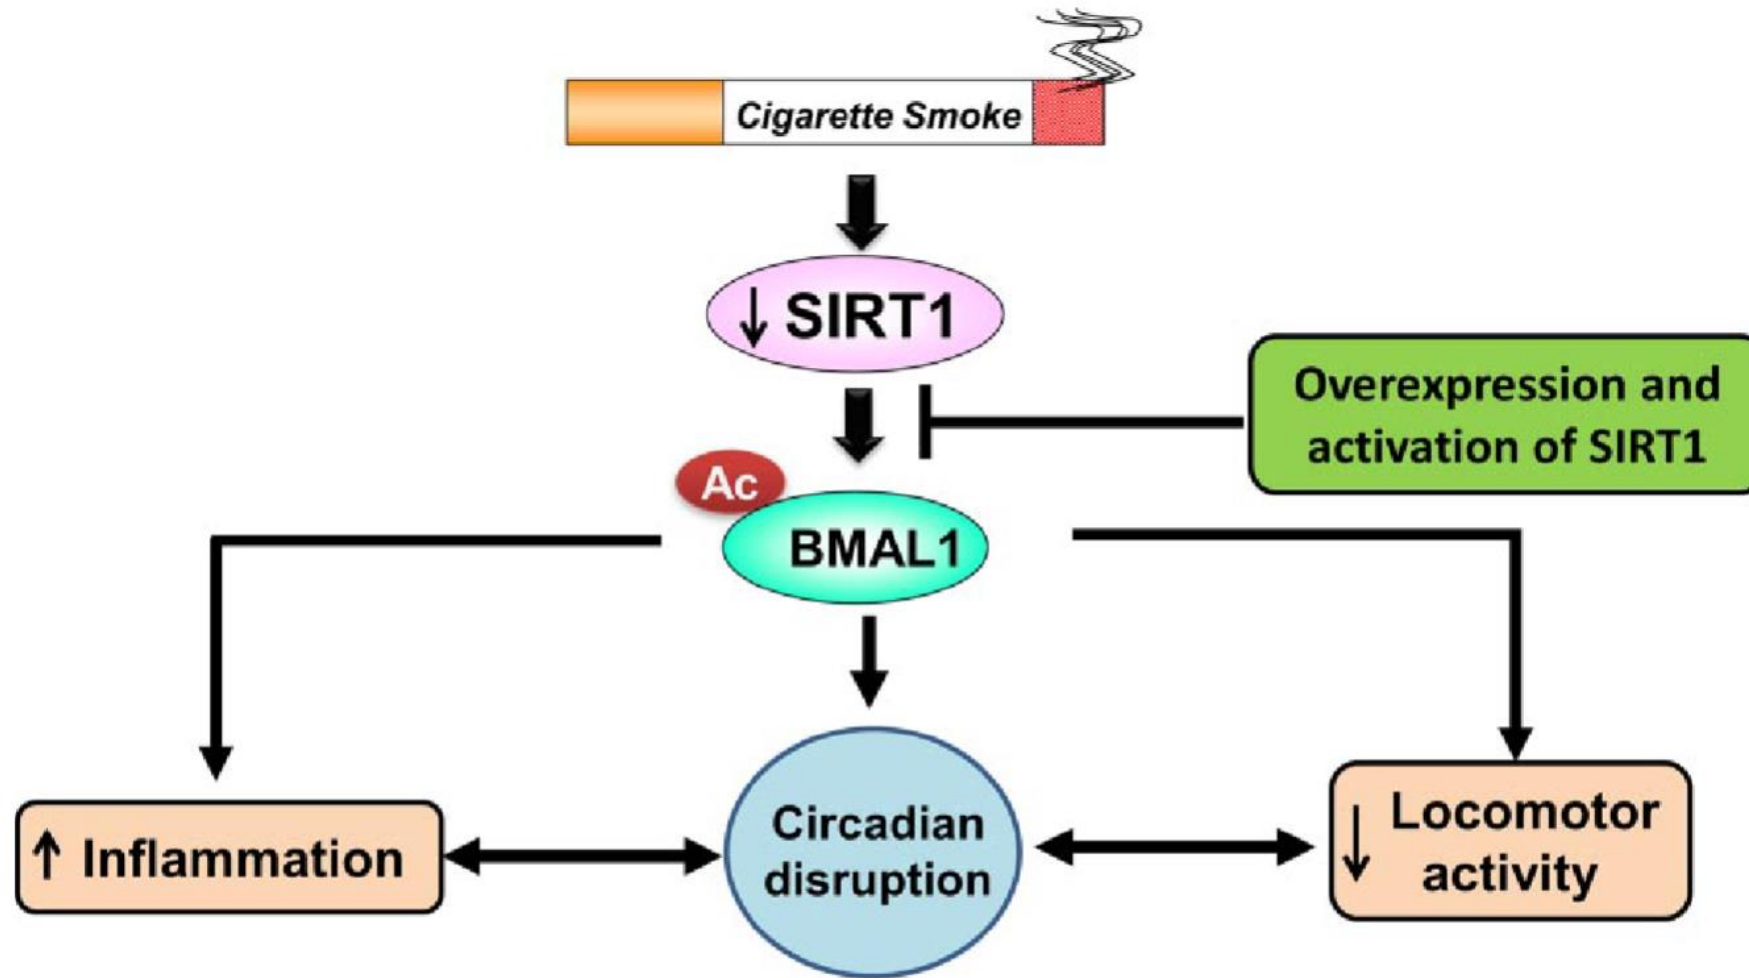 Cigarette Smoke
↓ SIRT1
Overexpression and
activation of SIRT1
Ac
BMAL1
↑ Inflammation
Circadian
disruption
↓ Locomotor
activity